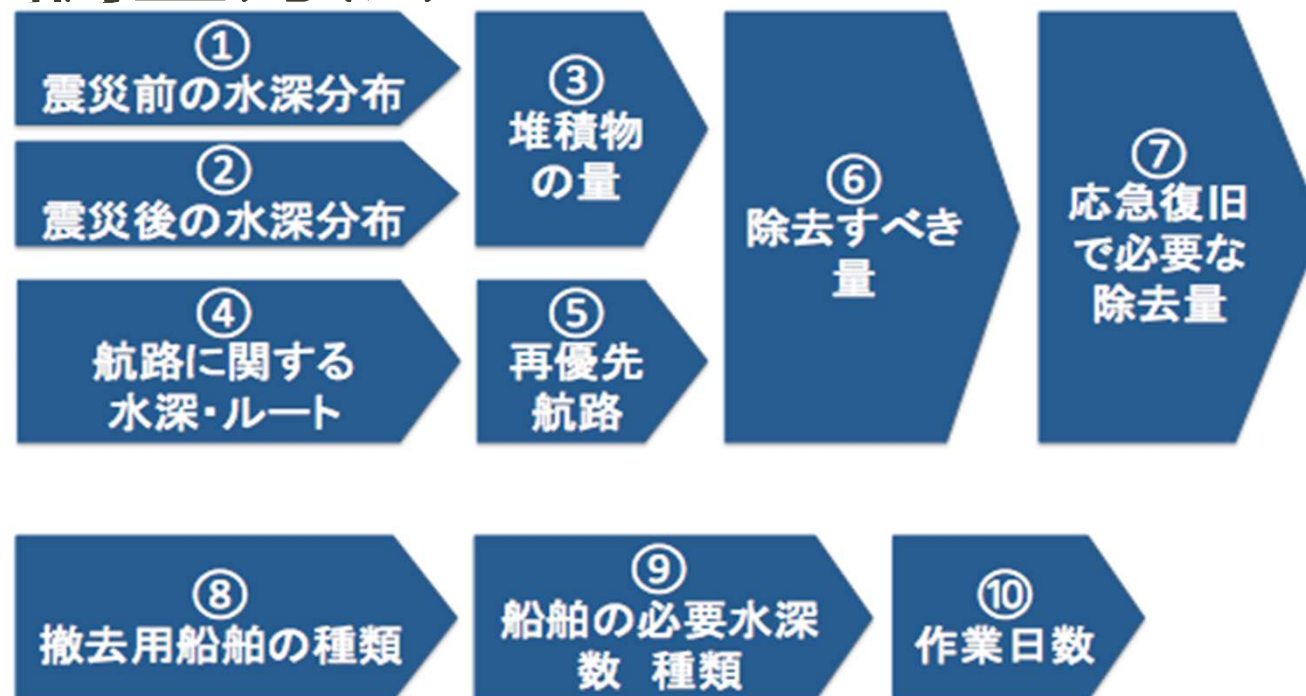 ①
震災前の水深分布
②
震災後の水深分布
③
堆積物
の量
④
航路に関する
水深・ルート
⑤
再優先
航路
⑥
除去すべき
量
⑦
応急復旧
で必要な
除去量
⑧
撤去用船舶の種類
⑨
船舶の必要水深
数 種類
⑩
作業日数